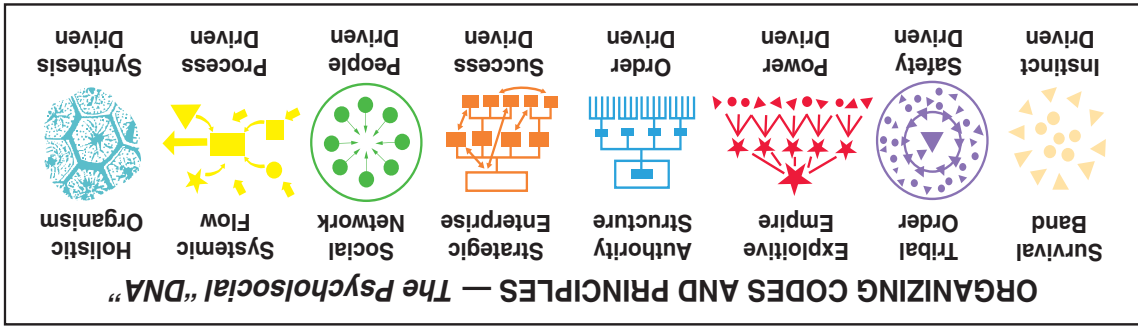 ORGANIZING CODES AND PRINCIPLES — The Psycholsocial “DNA”
Survival
Band
Tribal
Order
Exploitive
Empire
Authority
Structure
Strategic
Enterprise
Social
Network
Systemic
Flow
Holistic
Organism
Instinct
Driven
Safety
Driven
Power
Driven
Order
Driven
Success
Driven
People
Driven
Process
Driven
Synthesis
Driven